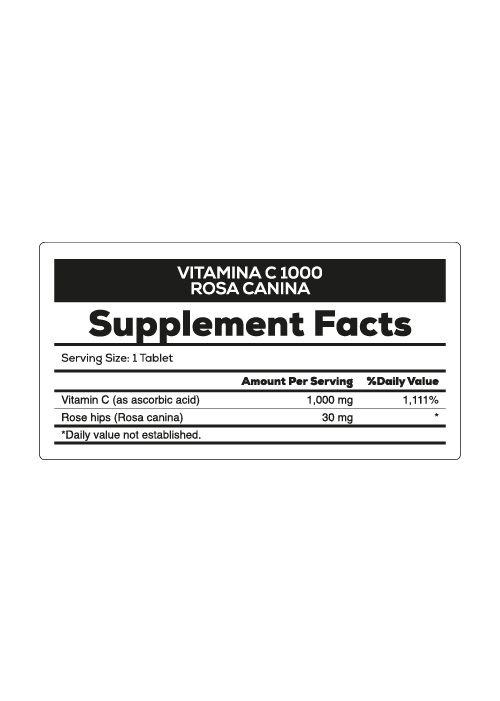 VITAMINA C 1000
ROSA CANINA
Supplement Facts
Serving Size: 1 Tablet
Amount Per Serving %Daily Value
Vitamin C (as ascorbic acid) 1,000 mg 1,111%
Rose hips (Rosa canina) 30 mg *
*Daily value not established.